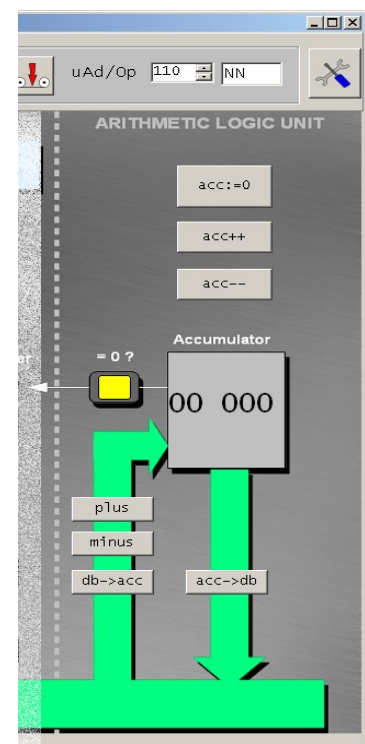 uAd/Op 110 NN
ARITHMETIC LOGIC UNIT
acc:=0
acc++
acc--
Accumulator
= 0 ?
00 000
plus
minus
db->acc
acc->db